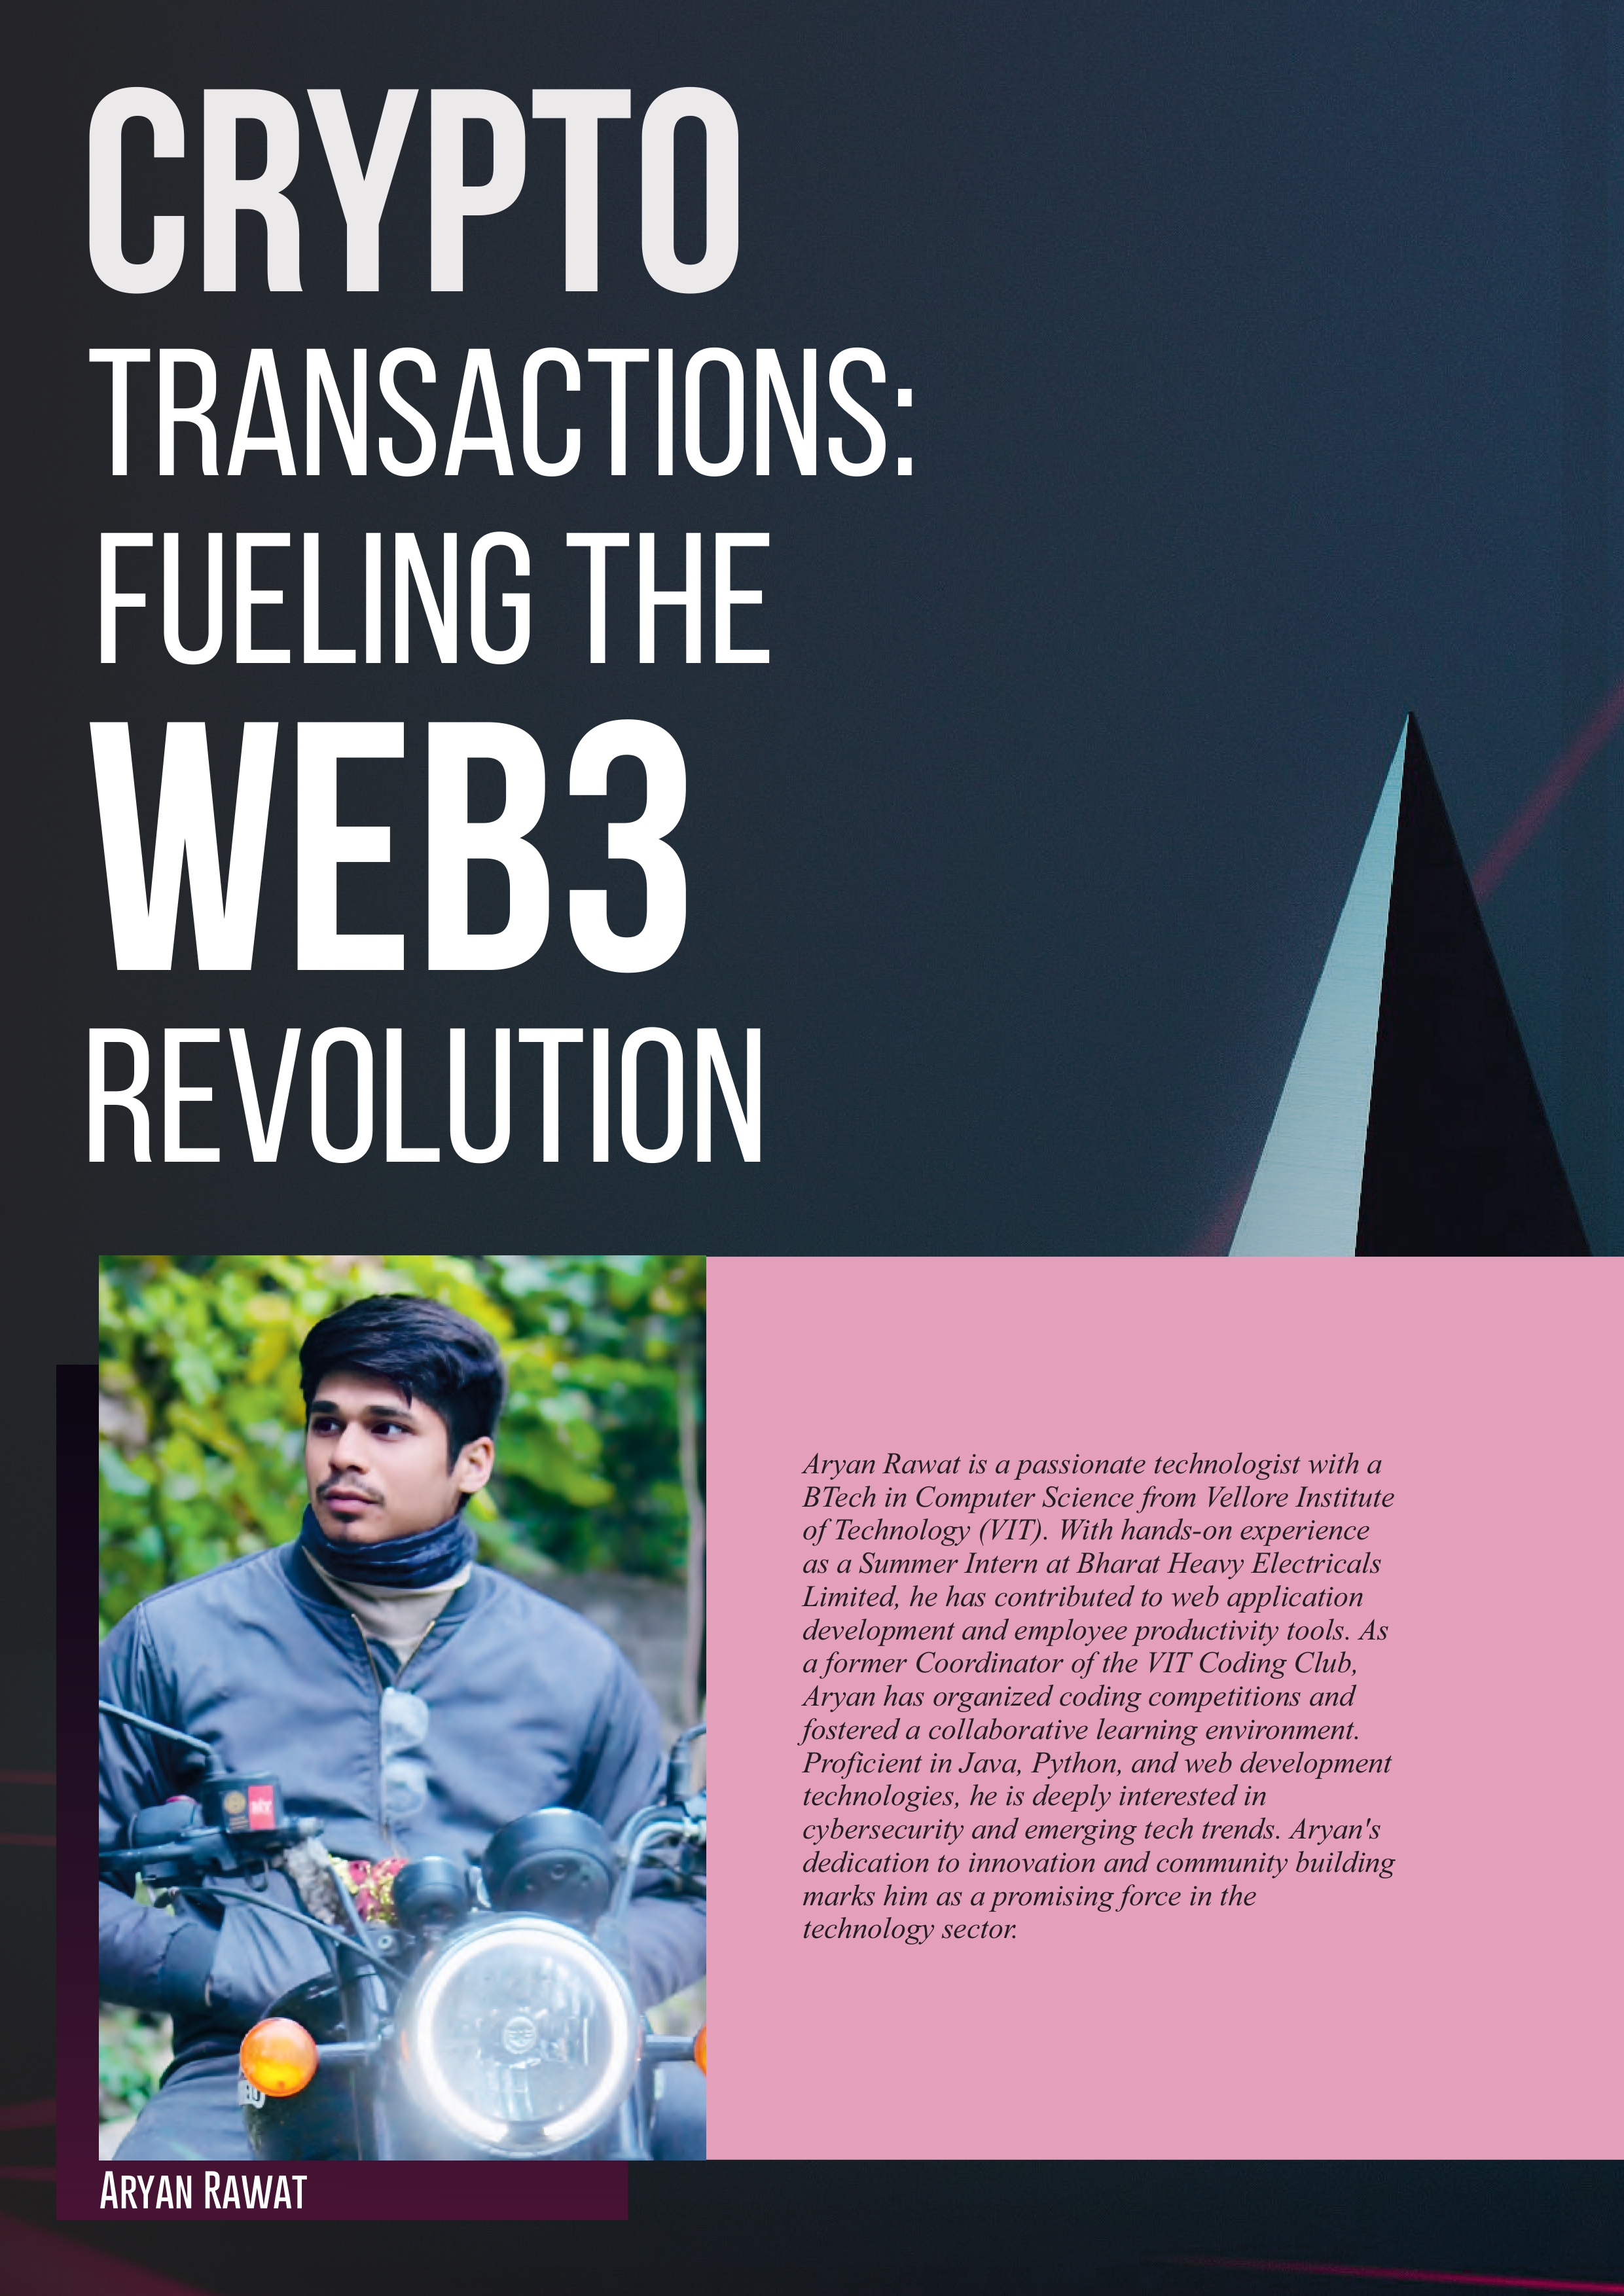 CRYPTO
TRANSACTIONS:
FUELING THE
WEB3
REVOLUTION
Aryan Rawat is a passionate technologist with a
BTech in Computer Science from Vellore Institute
of Technology (VIT). With hands-on experience
as a Summer Intern at Bharat Heavy Electricals
Limited, he has contributed to web application
development and employee productivity tools. As
a former Coordinator of the VIT Coding Club,
Aryan has organized coding competitions and
fostered a collaborative learning environment.
Proficient in Java, Python, and web development
technologies, he is deeply interested in
cybersecurity and emerging tech trends. Aryan's
dedication to innovation and community building
marks him as a promising force in the
technology sector.
ARYAN RAWAT